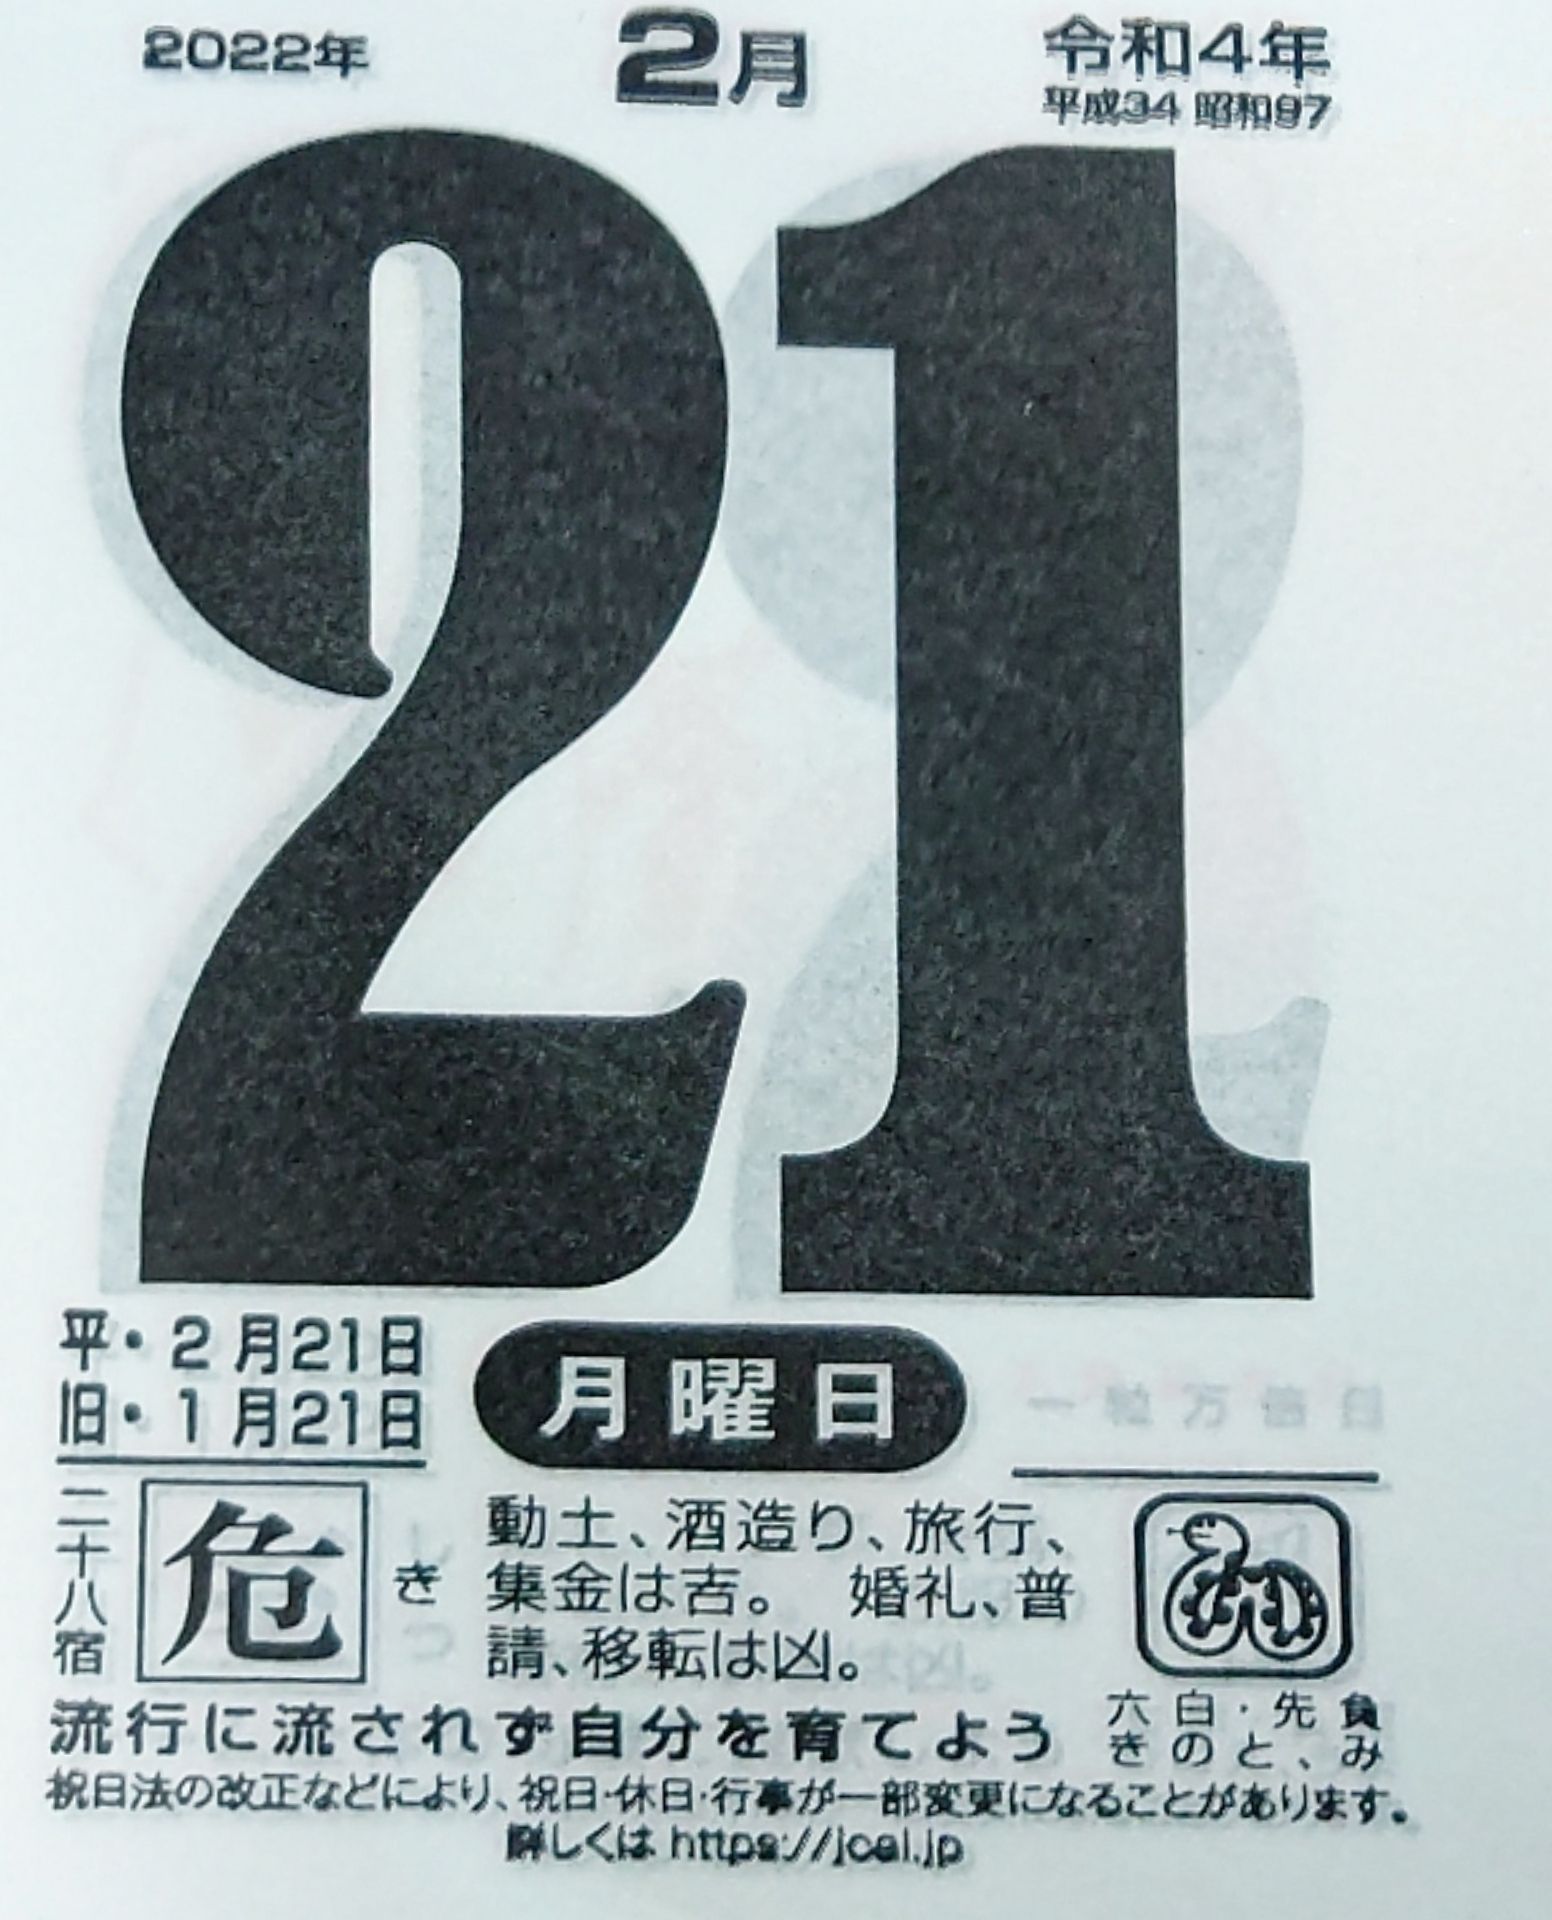 2022年 2月 令和4年
平成34 昭和97
21
平・2月21日
旧・1月21日
月曜日
一粒万倍日
二十八宿
危
き
動土、酒造り、旅行、
集金は吉。 婚礼、普
請、移転は凶。
六白・先負
きのと、み
流行に流されず自分を育てよう
祝日法の改正などにより、祝日・休日・行事が一部変更になることがあります。
詳しくは https://jcal.jp